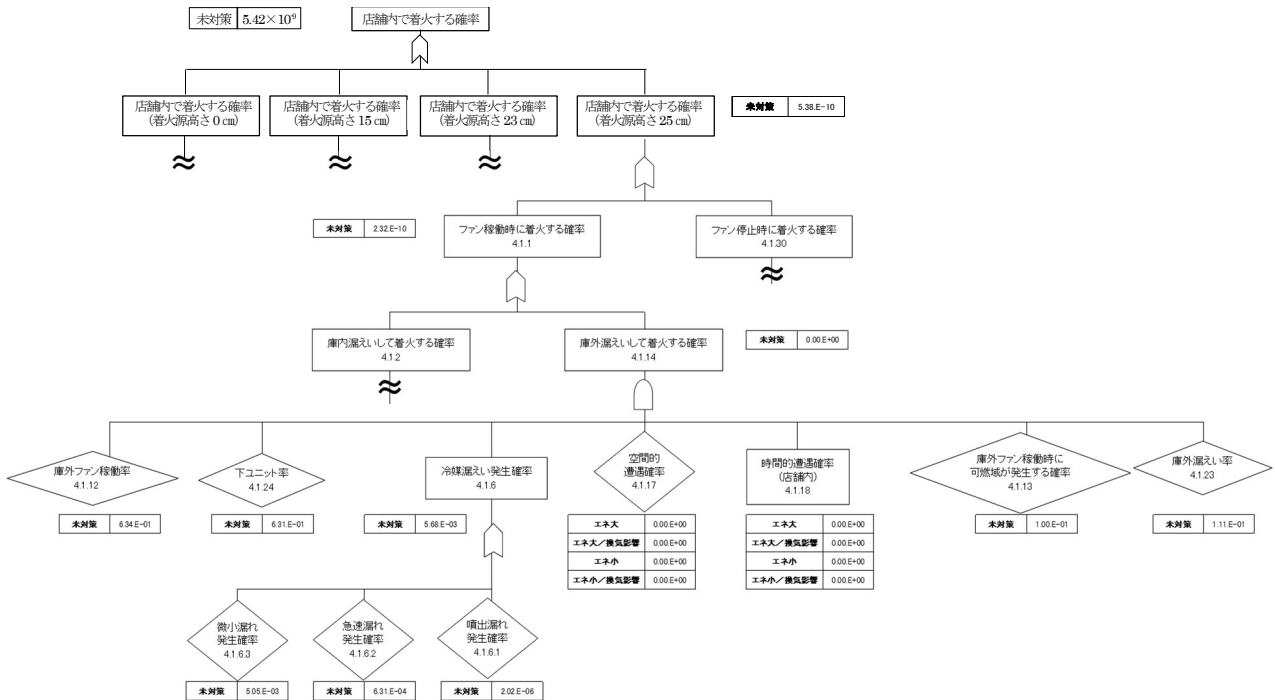 未対策 5.42×10⁹ 店舗内で着火する確率
店舗内で着火する確率
(着火源高さ 0 ㎝)
店舗内で着火する確率
(着火源高さ 15 ㎝)
店舗内で着火する確率
(着火源高さ 23 ㎝)
店舗内で着火する確率
(着火源高さ 25 ㎝)
未対策 5.38.E-10
未対策 2.32.E-10
ファン稼働時に着火する確率
4.1.1
ファン停止時に着火する確率
4.1.30
庫内漏えいして着火する確率
4.1.2
庫外漏えいして着火する確率
4.1.14
未対策 0.00.E+00
庫外ファン稼働率
4.1.12
未対策 6.34.E-01
下ユニット率
4.1.24
未対策 6.31.E-01
冷媒漏えい発生確率
4.1.6
未対策 5.68.E-03
空間的
遭遇確率
4.1.17
エネ大 0.00.E+00
エネ大／換気影響 0.00.E+00
エネ小 0.00.E+00
エネ小／換気影響 0.00.E+00
時間的遭遇確率
(店舗内)
4.1.18
エネ大 0.00.E+00
エネ大／換気影響 0.00.E+00
エネ小 0.00.E+00
エネ小／換気影響 0.00.E+00
庫外ファン稼働時に
可燃域が発生する確率
4.1.13
未対策 1.00.E-01
庫外漏えい率
4.1.23
未対策 1.11.E-01
微小漏れ
発生確率
4.1.6.3
未対策 5.05.E-03
急速漏れ
発生確率
4.1.6.2
未対策 6.31.E-04
噴出漏れ
発生確率
4.1.6.1
未対策 2.02.E-06